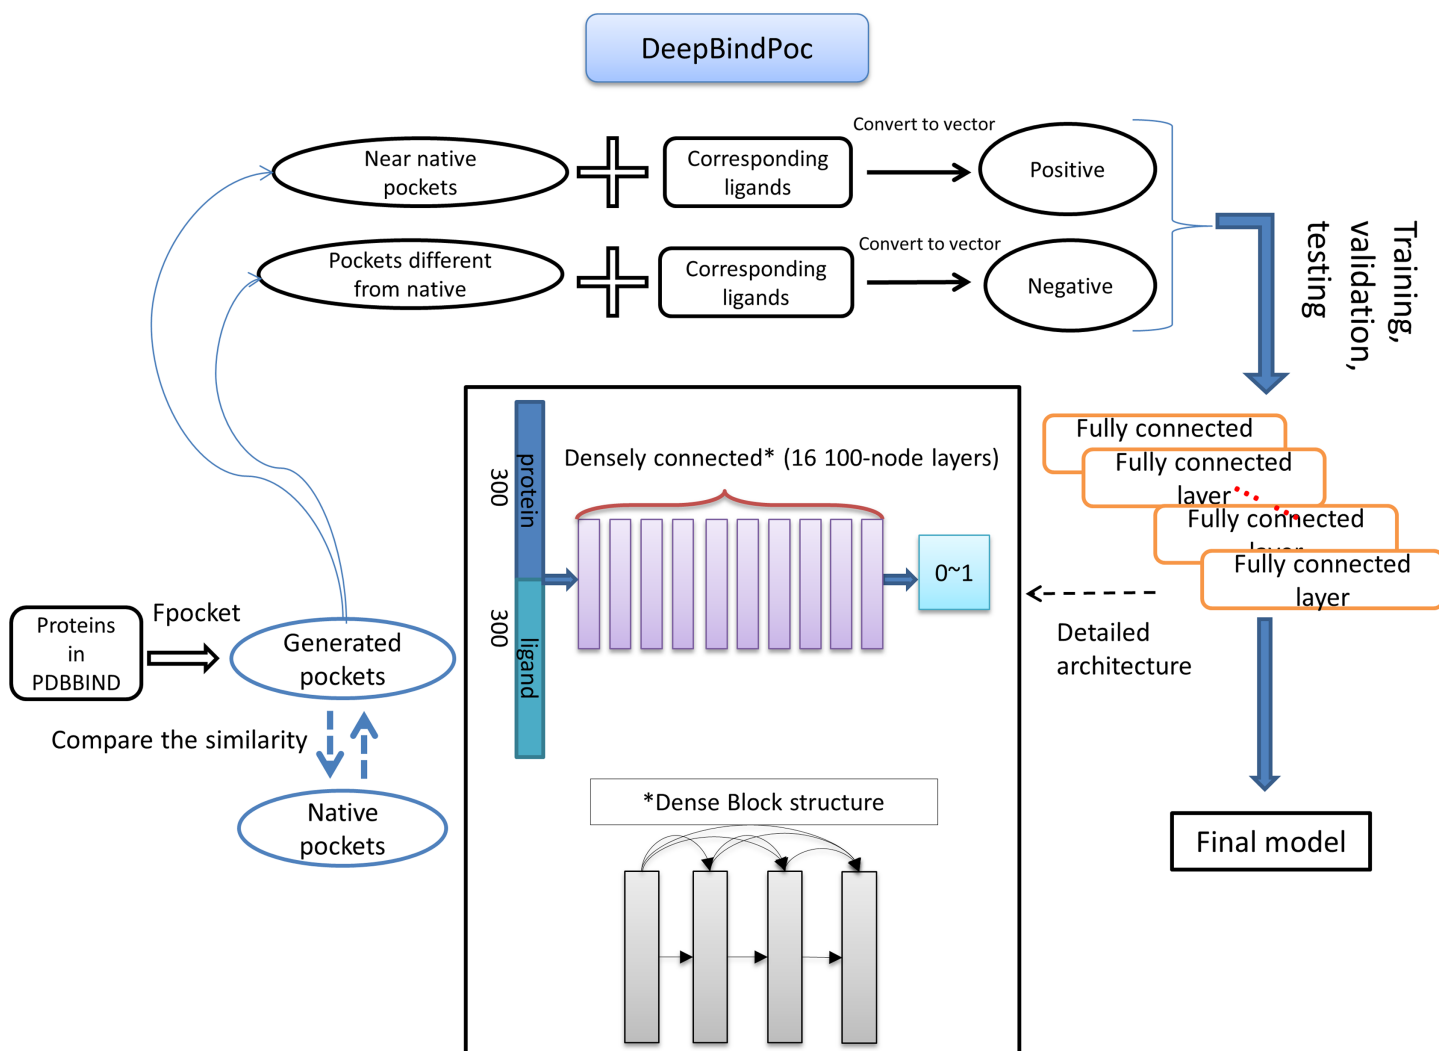 DeepBindPoc
Near native
pockets
Corresponding
ligands
Convert to vector
Positive
Pockets different
from native
Corresponding
ligands
Convert to vector
Negative
Training,
validation,
testing
protein
300
ligand
300
Densely connected* (16 100-node layers)
0~1
Fully connected
Fully connected
layer
Fully connected
layer
Fully connected
layer
Detailed
architecture
Proteins
in
PDBBIND
Fpocket
Generated
pockets
Compare the similarity
Native
pockets
*Dense Block structure
Final model